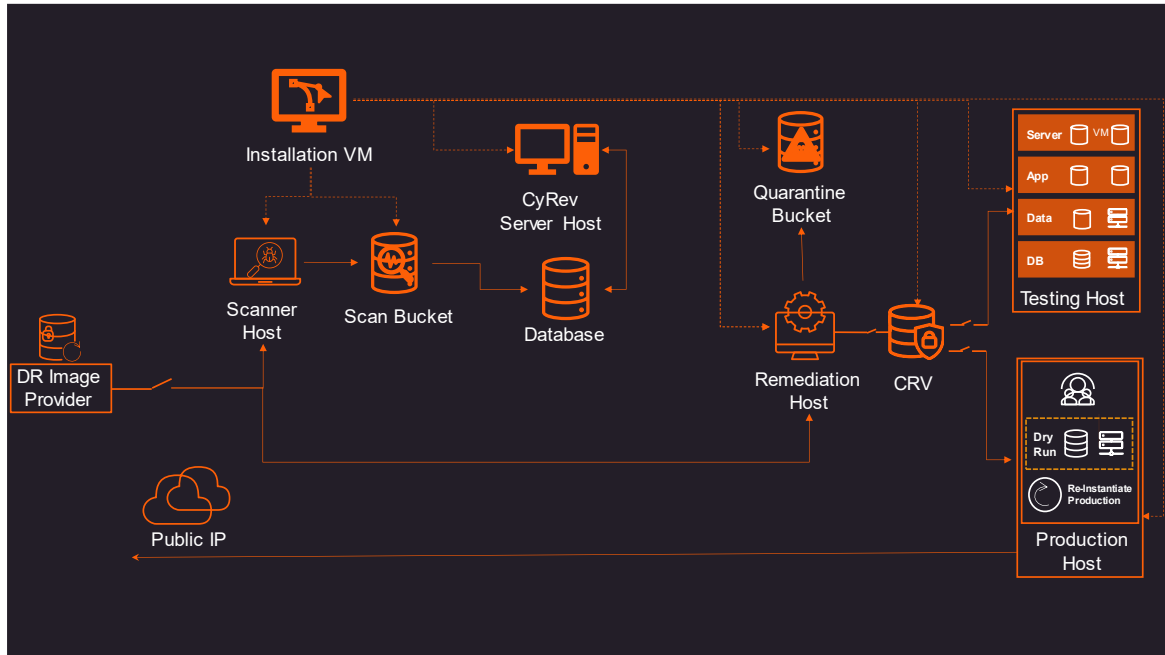 Installation VM
CyRev
Server Host
Quarantine
Bucket
Server
VM
App
Data
DB
Testing Host
Scanner
Host
Scan Bucket
Database
DR Image
Provider
Remediation
Host
CRV
Dry
Run
Re-Instantiate
Production
Production
Host
Public IP